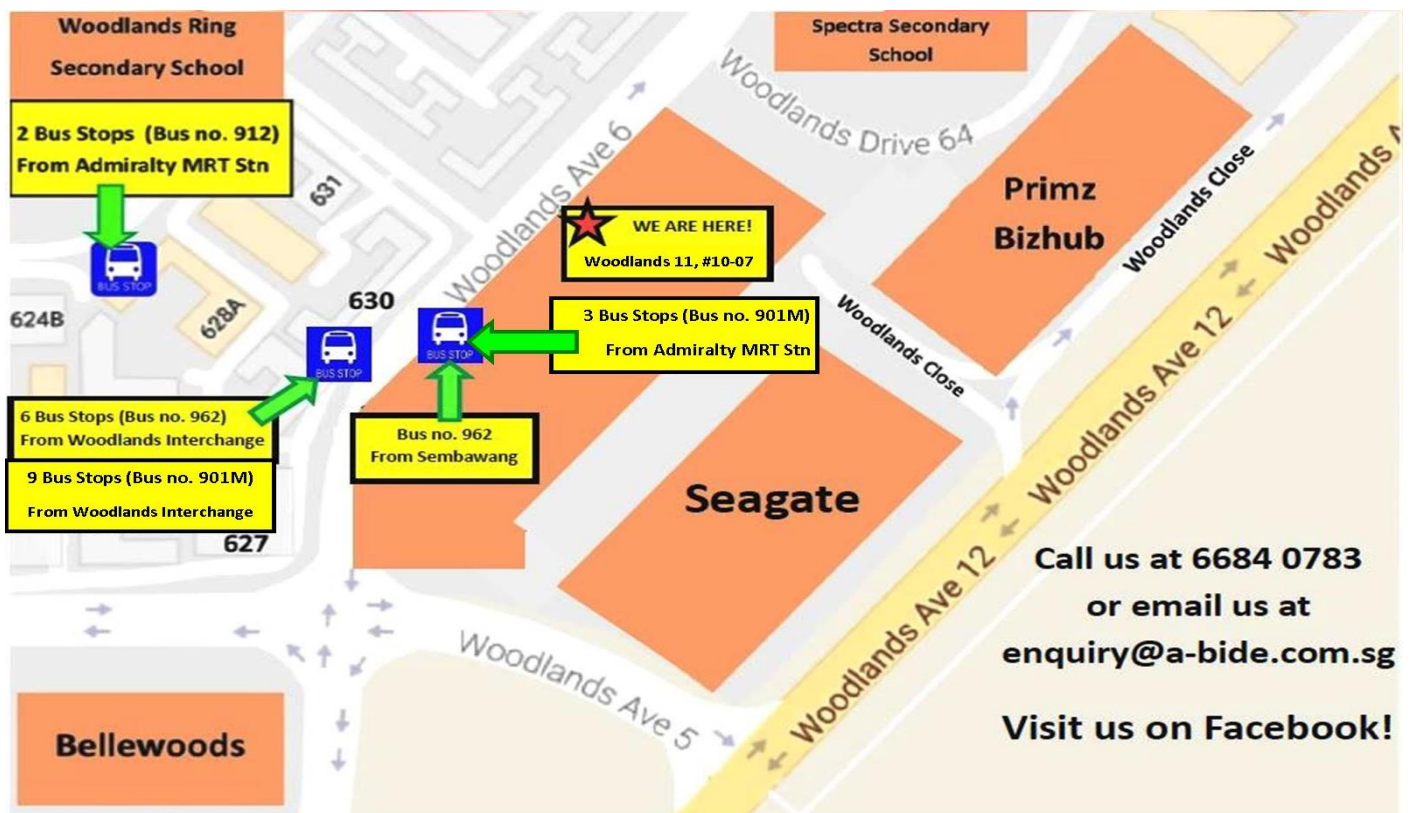 Woodlands Ring
Secondary School
Spectra Secondary
School
Woodlands Drive 64
2 Bus Stops (Bus no. 912)
From Admiralty MRT Stn
631
Woodlands Ave 6
Primz
Bizhub
Woodlands Close
Woodlands A
WE ARE HERE!
Woodlands 11, #10-07
BUS STOP
624B
628A
630
BUS STOP
BUS STOP
3 Bus Stops (Bus no. 901M)
From Admiralty MRT Stn
Woodlands Close
Woodlands Ave 12
6 Bus Stops (Bus no. 962)
From Woodlands Interchange
Bus no. 962
From Sembawang
9 Bus Stops (Bus no. 901M)
From Woodlands Interchange
627
Seagate
Woodlands Ave 12
Call us at 6684 0783
or email us at
enquiry@a-bide.com.sg
Visit us on Facebook!
Woodlands Ave 5
Bellewoods